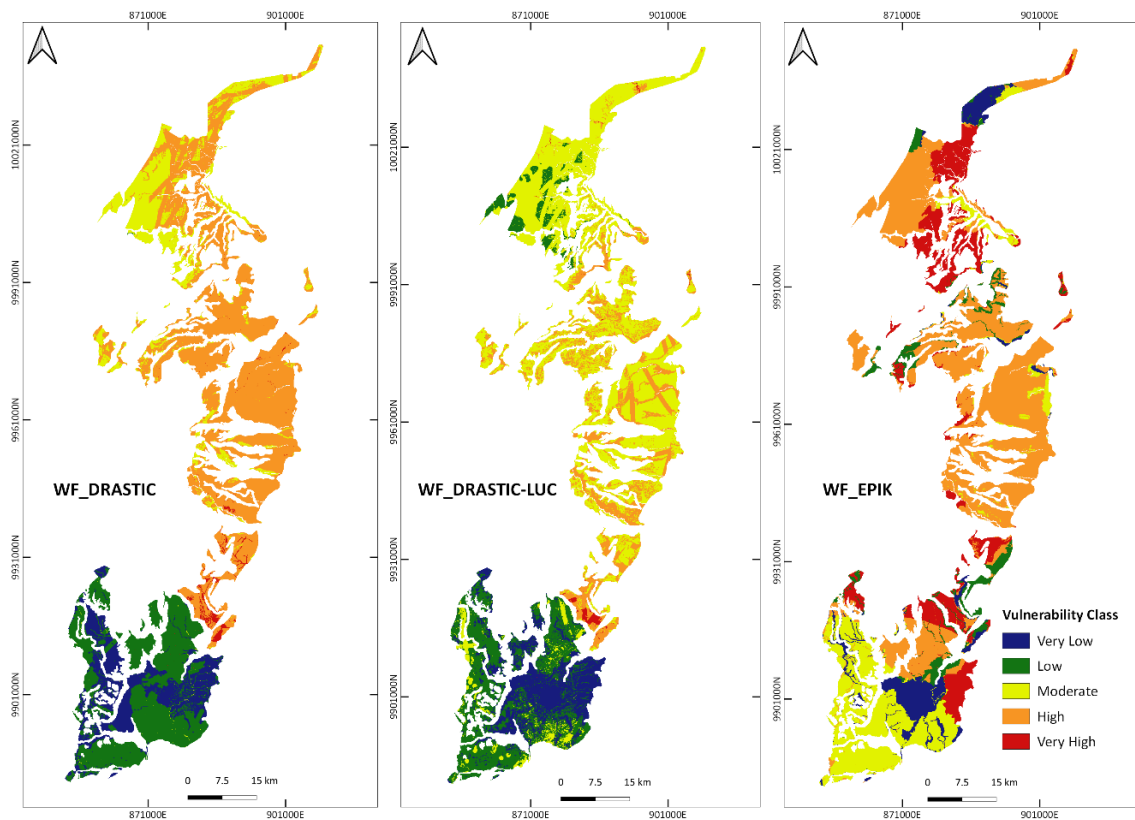 871000E 901000E
871000E 901000E
871000E 901000E
10021000N
9991000N
9961000N
9931000N
9901000N
WF_DRASTIC
0 7.5 15 km
871000E 901000E
10021000N
9991000N
9961000N
9931000N
9901000N
WF_DRASTIC-LUC
0 7.5 15 km
871000E 901000E
10021000N
9991000N
9961000N
9931000N
9901000N
WF_EPIK
Vulnerability Class
Very Low
Low
Moderate
High
Very High
0 7.5 15 km
871000E 901000E